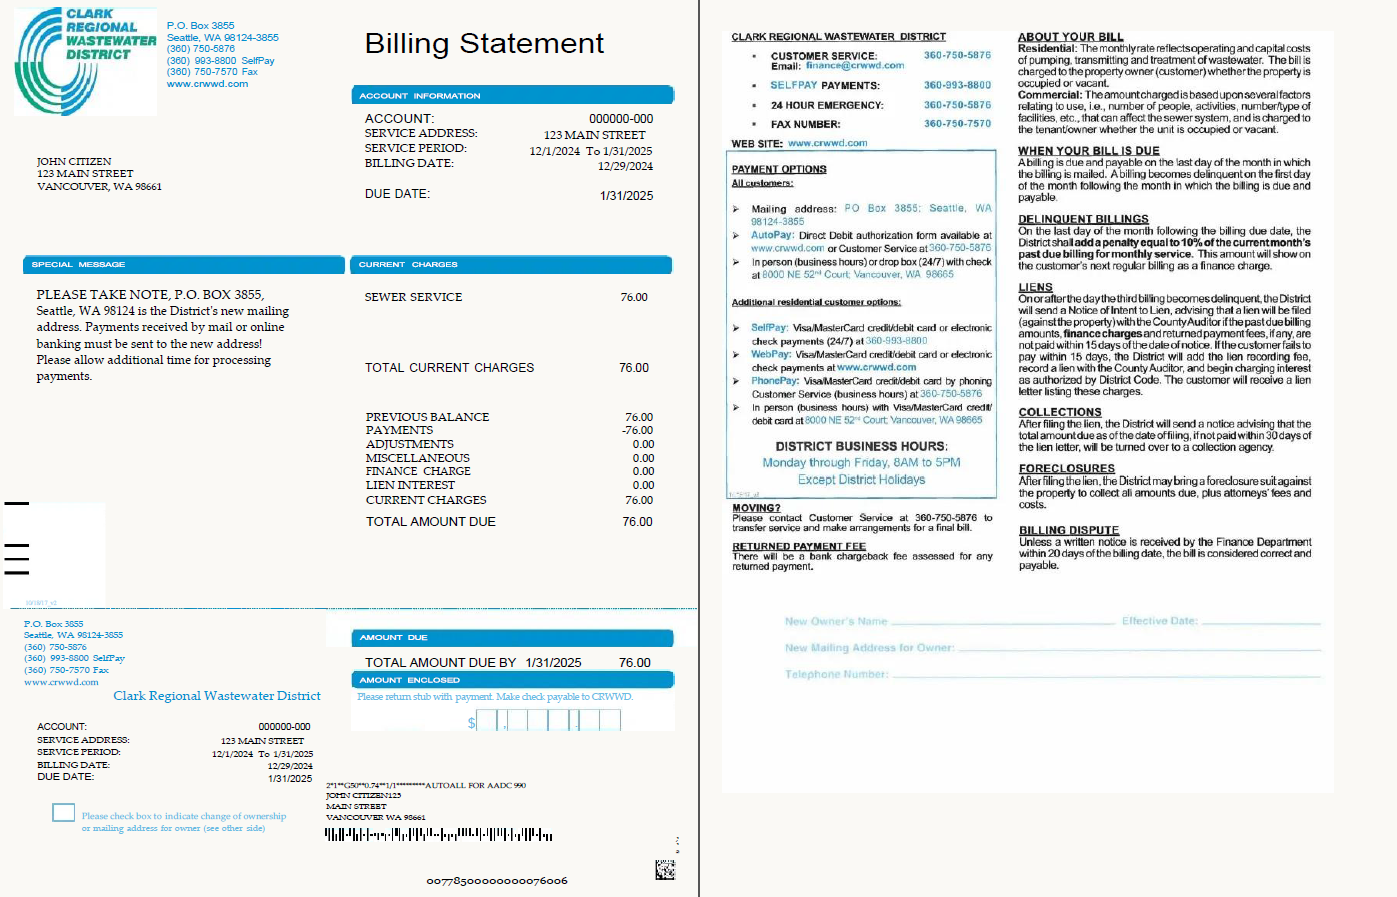 CLARK
REGIONAL
WASTEWATER
DISTRICT
P.O. Box 3855
Seattle, WA 98124-3855
(360) 750-5876
(360) 993-8800 SelfPay
(360) 750-7570 Fax
www.crwwd.com
Billing Statement
ACCOUNT INFORMATION
ACCOUNT: 000000-000
SERVICE ADDRESS: 123 MAIN STREET
SERVICE PERIOD: 12/1/2024 To 1/31/2025
BILLING DATE: 12/29/2024
DUE DATE: 1/31/2025
JOHN CITIZEN
123 MAIN STREET
VANCOUVER, WA 98661
SPECIAL MESSAGE
PLEASE TAKE NOTE, P.O. BOX 3855,
Seattle, WA 98124 is the District's new mailing
address. Payments received by mail or online
banking must be sent to the new address!
Please allow additional time for processing
payments.
CURRENT CHARGES
SEWER SERVICE 76.00
TOTAL CURRENT CHARGES 76.00
PREVIOUS BALANCE 76.00
PAYMENTS -76.00
ADJUSTMENTS 0.00
MISCELLANEOUS 0.00
FINANCE CHARGE 0.00
LIEN INTEREST 0.00
CURRENT CHARGES 76.00
TOTAL AMOUNT DUE 76.00
P.O. Box 3855
Seattle, WA 98124-3855
(360) 750-5876
(360) 993-8800 SelfPay
(360) 750-7570 Fax
www.crwwd.com
Clark Regional Wastewater District
ACCOUNT: 000000-000
SERVICE ADDRESS: 123 MAIN STREET
SERVICE PERIOD: 12/1/2024 To 1/31/2025
BILLING DATE: 12/29/2024
DUE DATE: 1/31/2025
Please check box to indicate change of ownership
or mailing address for owner (see other side)
AMOUNT DUE
TOTAL AMOUNT DUE BY 1/31/2025 76.00
AMOUNT ENCLOSED
Please return stub with payment. Make check payable to CRWWD.
$ , .
2*1**G50**0.74**1/1*********AUTOALL FOR AADC 990
JOHN CITIZEN123
MAIN STREET
VANCOUVER WA 98661
00778500000000076006
CLARK REGIONAL WASTEWATER DISTRICT
▪ CUSTOMER SERVICE: 360-750-5876
Email: finance@crwwd.com
▪ SELFPAY PAYMENTS: 360-993-8800
▪ 24 HOUR EMERGENCY: 360-750-5876
▪ FAX NUMBER: 360-750-7570
WEB SITE: www.crwwd.com
PAYMENT OPTIONS
All customers:
➢ Mailing address: PO Box 3855; Seattle, WA
98124-3855
➢ AutoPay: Direct Debit authorization form available at
www.crwwd.com or Customer Service at 360-750-5876
➢ In person (business hours) or drop box (24/7) with check
at 8000 NE 52nd Court; Vancouver, WA 98665
Additional residential customer options:
➢ SelfPay: Visa/MasterCard credit/debit card or electronic
check payments (24/7) at 360-993-8800
➢ WebPay: Visa/MasterCard credit/debit card or electronic
check payments at www.crwwd.com
➢ PhonePay: Visa/MasterCard credit/debit card by phoning
Customer Service (business hours) at 360-750-5876
➢ In person (business hours) with Visa/MasterCard credit/
debit card at 8000 NE 52nd Court; Vancouver, WA 98665
DISTRICT BUSINESS HOURS:
Monday through Friday, 8AM to 5PM
Except District Holidays
MOVING?
Please contact Customer Service at 360-750-5876 to
transfer service and make arrangements for a final bill.
RETURNED PAYMENT FEE
There will be a bank chargeback fee assessed for any
returned payment.
ABOUT YOUR BILL
Residential: The monthly rate reflects operating and capital costs
of pumping, transmitting and treatment of wastewater. The bill is
charged to the property owner (customer) whether the property is
occupied or vacant.
Commercial: The amount charged is based upon several factors
relating to use, i.e., number of people, activities, number/type of
facilities, etc., that can affect the sewer system, and is charged to
the tenant/owner whether the unit is occupied or vacant.
WHEN YOUR BILL IS DUE
A billing is due and payable on the last day of the month in which
the billing is mailed. A billing becomes delinquent on the first day
of the month following the month in which the billing is due and
payable.
DELINQUENT BILLINGS
On the last day of the month following the billing due date, the
District shall add a penalty equal to 10% of the current month's
past due billing for monthly service. This amount will show on
the customer's next regular billing as a finance charge.
LIENS
On or after the day the third billing becomes delinquent, the District
will send a Notice of Intent to Lien, advising that a lien will be filed
(against the property) with the County Auditor if the past due billing
amounts, finance charges and returned payment fees, if any, are
not paid within 15 days of the date of notice. If the customer fails to
pay within 15 days, the District will add the lien recording fee,
record a lien with the County Auditor, and begin charging interest
as authorized by District Code. The customer will receive a lien
letter listing these charges.
COLLECTIONS
After filing the lien, the District will send a notice advising that the
total amount due as of the date of filing, if not paid within 30 days of
the lien letter, will be turned over to a collection agency.
FORECLOSURES
After filing the lien, the District may bring a foreclosure suit against
the property to collect all amounts due, plus attorneys' fees and
costs.
BILLING DISPUTE
Unless a written notice is received by the Finance Department
within 20 days of the billing date, the bill is considered correct and
payable.
New Owner's Name Effective Date:
New Mailing Address for Owner:
Telephone Number: